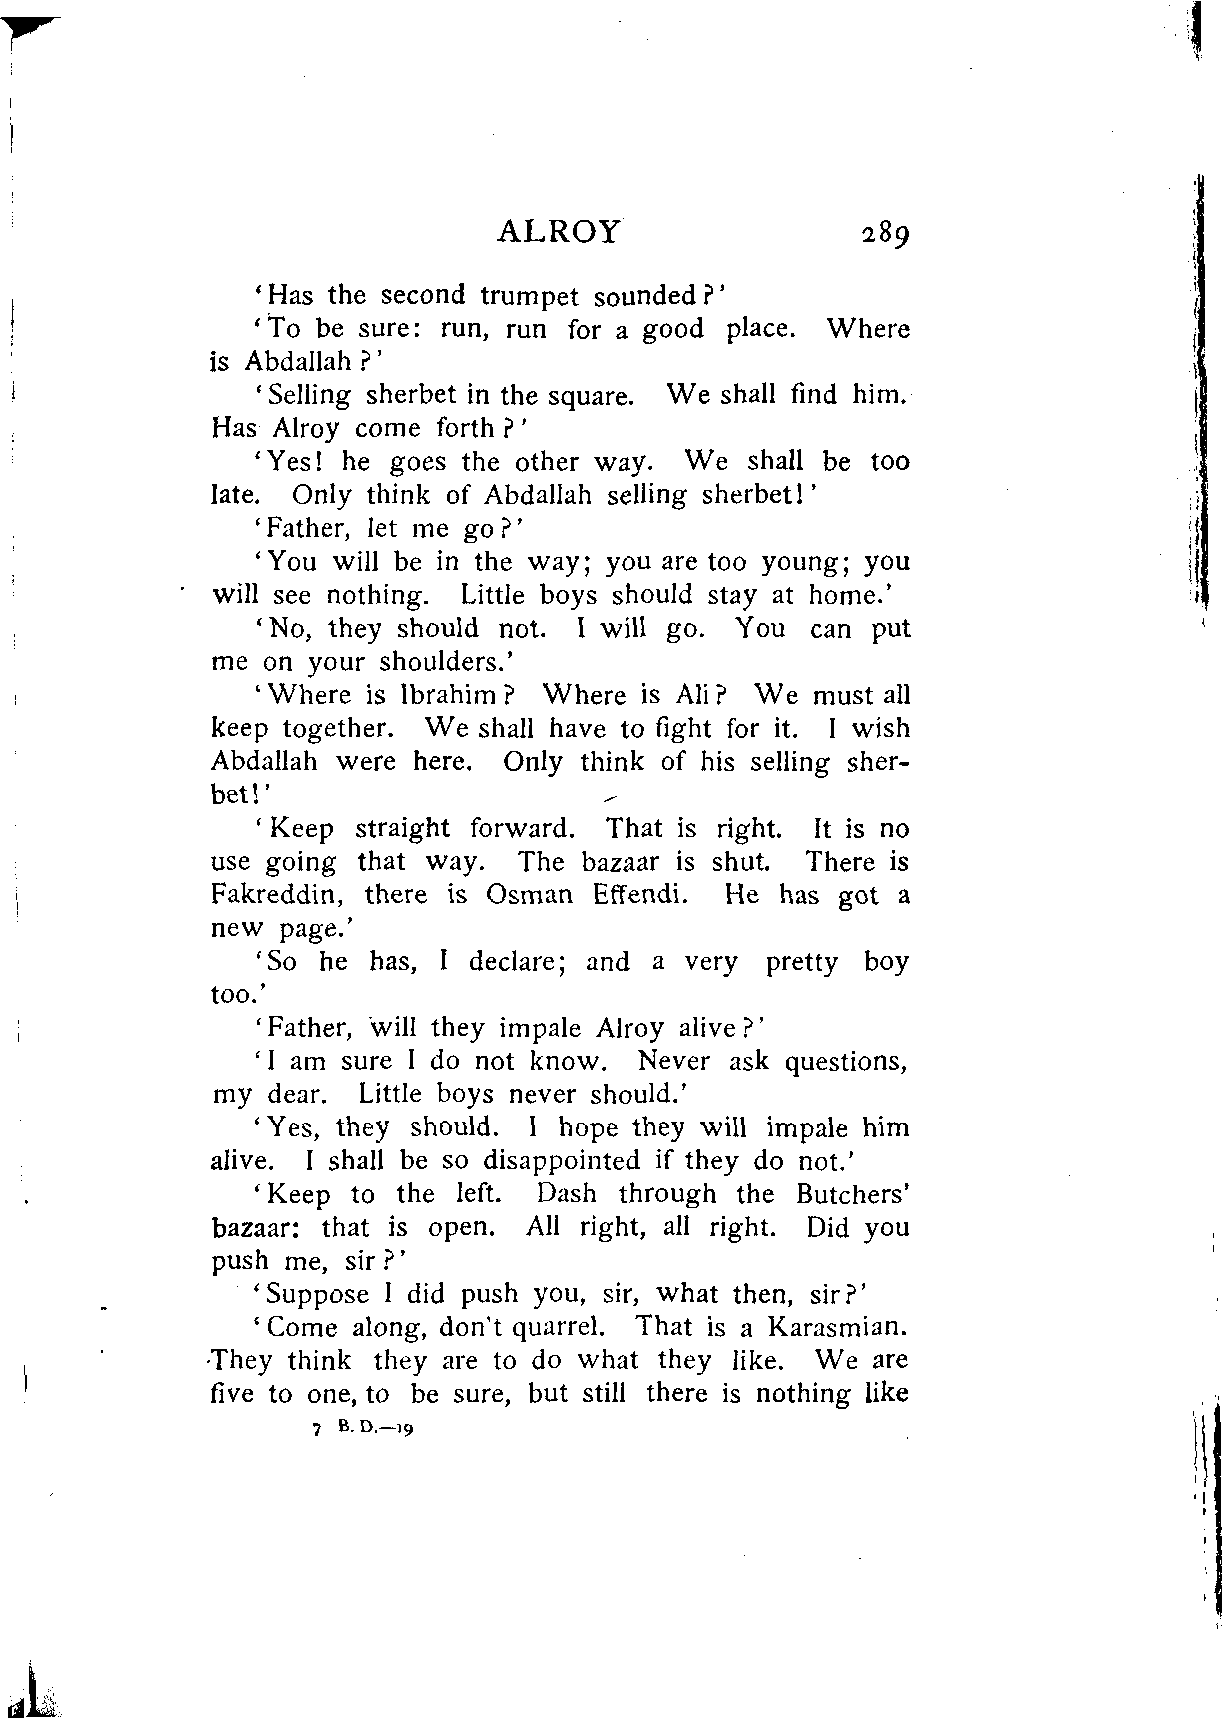 ALROY 289
‘Has the second trumpet sounded?’
‘To be sure: run, run for a good place. Where
is Abdallah?’
‘Selling sherbet in the square. We shall find him.
Has Alroy come forth?’
‘Yes! he goes the other way. We shall be too
late. Only think of Abdallah selling sherbet!’
‘Father, let me go?’
‘You will be in the way; you are too young; you
will see nothing. Little boys should stay at home.’
‘No, they should not. I will go. You can put
me on your shoulders.’
‘Where is Ibrahim? Where is Ali? We must all
keep together. We shall have to fight for it. I wish
Abdallah were here. Only think of his selling sher-
bet!’
‘Keep straight forward. That is right. It is no
use going that way. The bazaar is shut. There is
Fakreddin, there is Osman Effendi. He has got a
new page.’
‘So he has, I declare; and a very pretty boy
too.’
‘Father, will they impale Alroy alive?’
‘I am sure I do not know. Never ask questions,
my dear. Little boys never should.’
‘Yes, they should. I hope they will impale him
alive. I shall be so disappointed if they do not.’
‘Keep to the left. Dash through the Butchers’
bazaar: that is open. All right, all right. Did you
push me, sir?’
‘Suppose I did push you, sir, what then, sir?’
‘Come along, don't quarrel. That is a Karasmian.
They think they are to do what they like. We are
five to one, to be sure, but still there is nothing like
7 B. D.—19